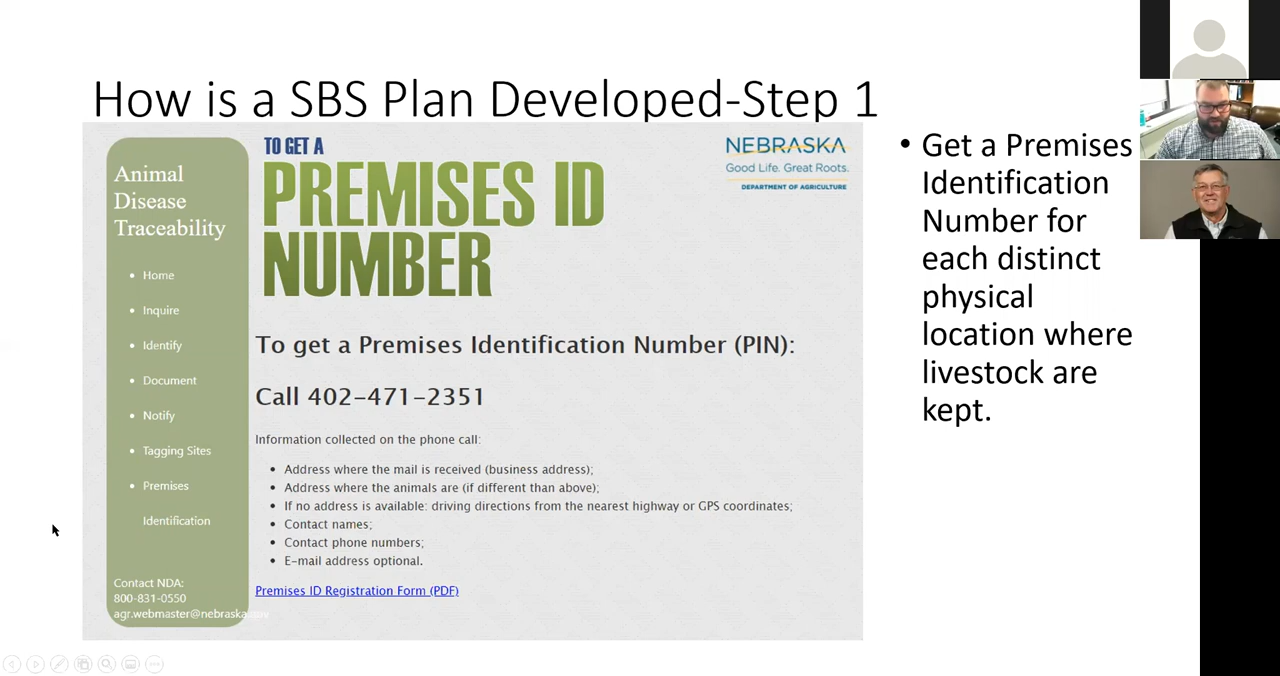 How is a SBS Plan Developed-Step 1
Animal
Disease
Traceability
• Home
• Inquire
• Identify
• Document
• Notify
• Tagging Sites
• Premises
Identification
Contact NDA:
800-831-0550
agr.webmaster@nebraska.gov
TO GET A
PREMISES ID
NUMBER
NEBRASKA
Good Life. Great Roots.
DEPARTMENT OF AGRICULTURE
To get a Premises Identification Number (PIN):
Call 402-471-2351
Information collected on the phone call:
• Address where the mail is received (business address);
• Address where the animals are (if different than above);
• If no address is available: driving directions from the nearest highway or GPS coordinates;
• Contact names;
• Contact phone numbers;
• E-mail address optional.
Premises ID Registration Form (PDF)
• Get a Premises
Identification
Number for
each distinct
physical
location where
livestock are
kept.